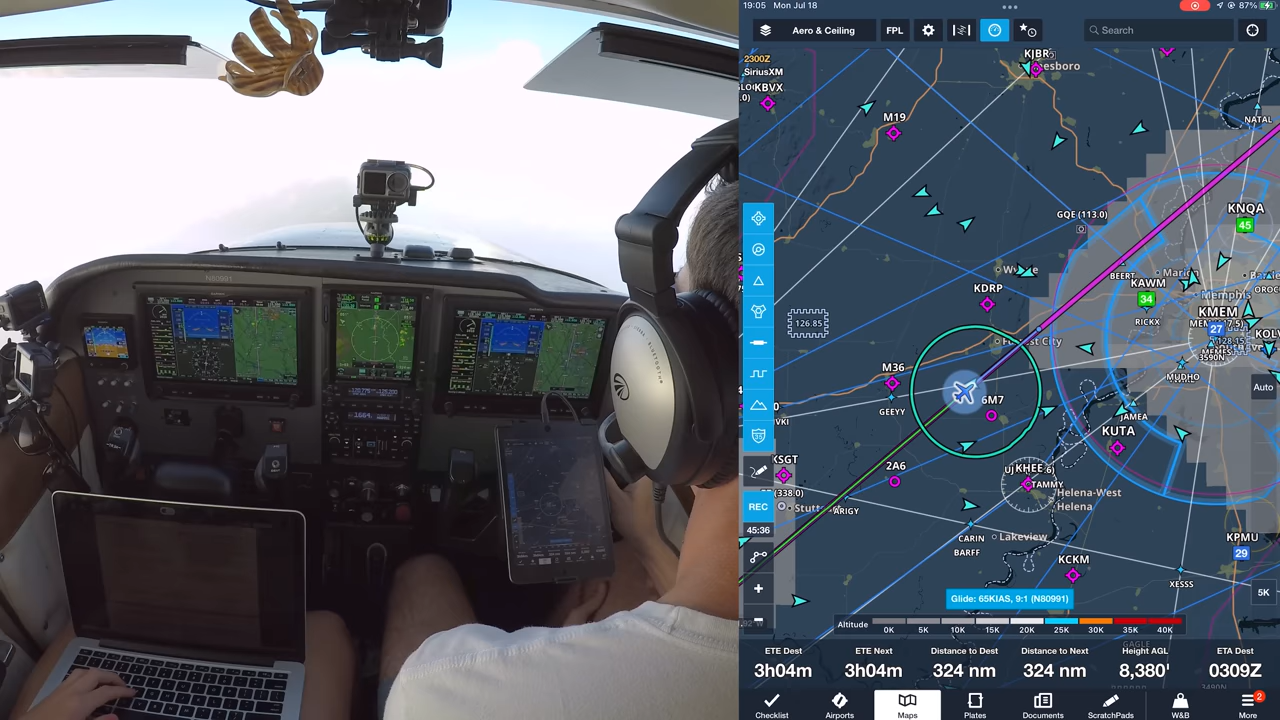 19:05 Mon Jul 18
87%
Aero & Ceiling
FPL
Search
2300Z
SiriusXM
KBVX
KJBR
M19
NATAL
GQE (113.0)
KNQA
45
BEERT
KAWM
34
RICKY
Memphis
KMEM
27
KDRP
126.85
Forrest City
MUDHO
M36
GEEYY
6M7
JAMEA
KUTA
Auto
KSGT
(338.0)
2A6
ARIGY
KHEE
TAMMY
Helena-West
Helena
REC
45:36
CARIN
BARFF
Lakeview
KCKM
KPMU
29
XESSS
5K
Glide: 65KIAS, 9:1 (N80991)
Altitude
0K 5K 10K 15K 20K 25K 30K 35K 40K
ETE Dest ETE Next Distance to Dest Distance to Next Height AGL ETA Dest
3h04m 3h04m 324 nm 324 nm 8,380' 0309Z
Checklist Airports Maps Plates Documents ScratchPads W&B More
2